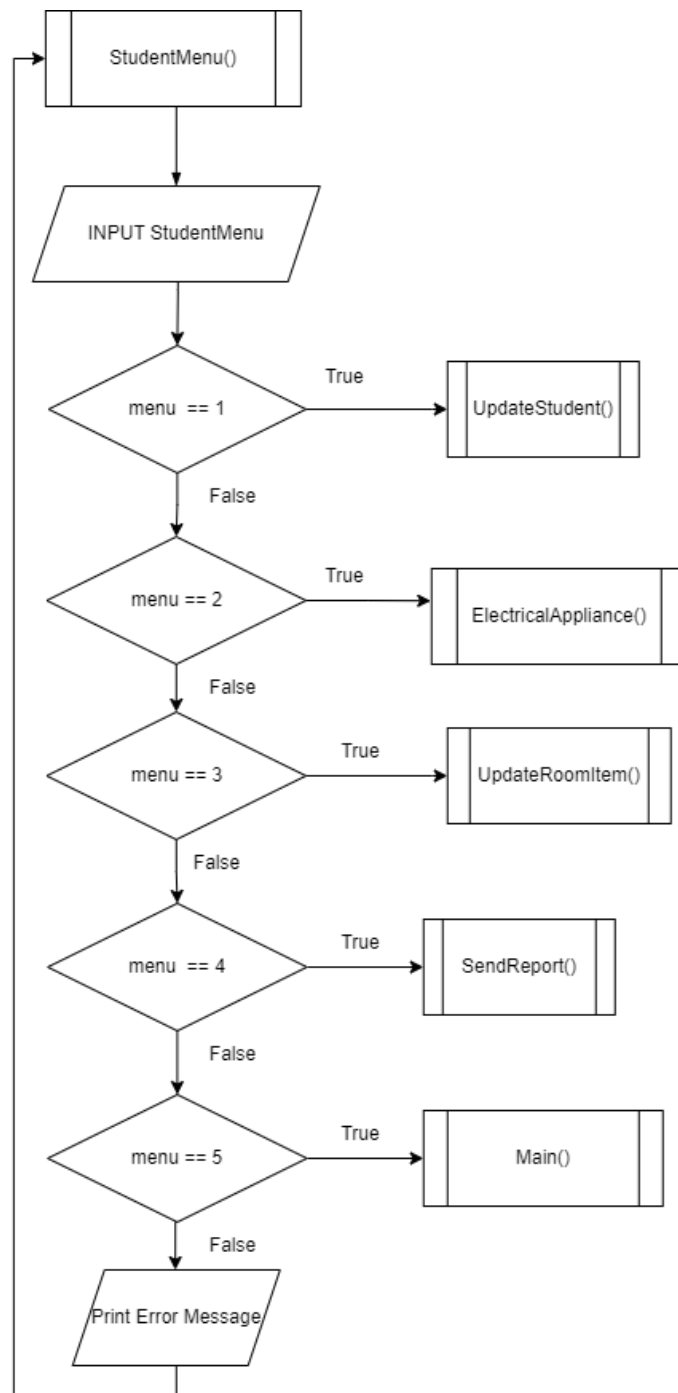 StudentMenu()
INPUT StudentMenu
menu == 1
True
UpdateStudent()
False
menu == 2
True
ElectricalAppliance()
False
menu == 3
True
UpdateRoomItem()
False
menu == 4
True
SendReport()
False
menu == 5
True
Main()
False
Print Error Message